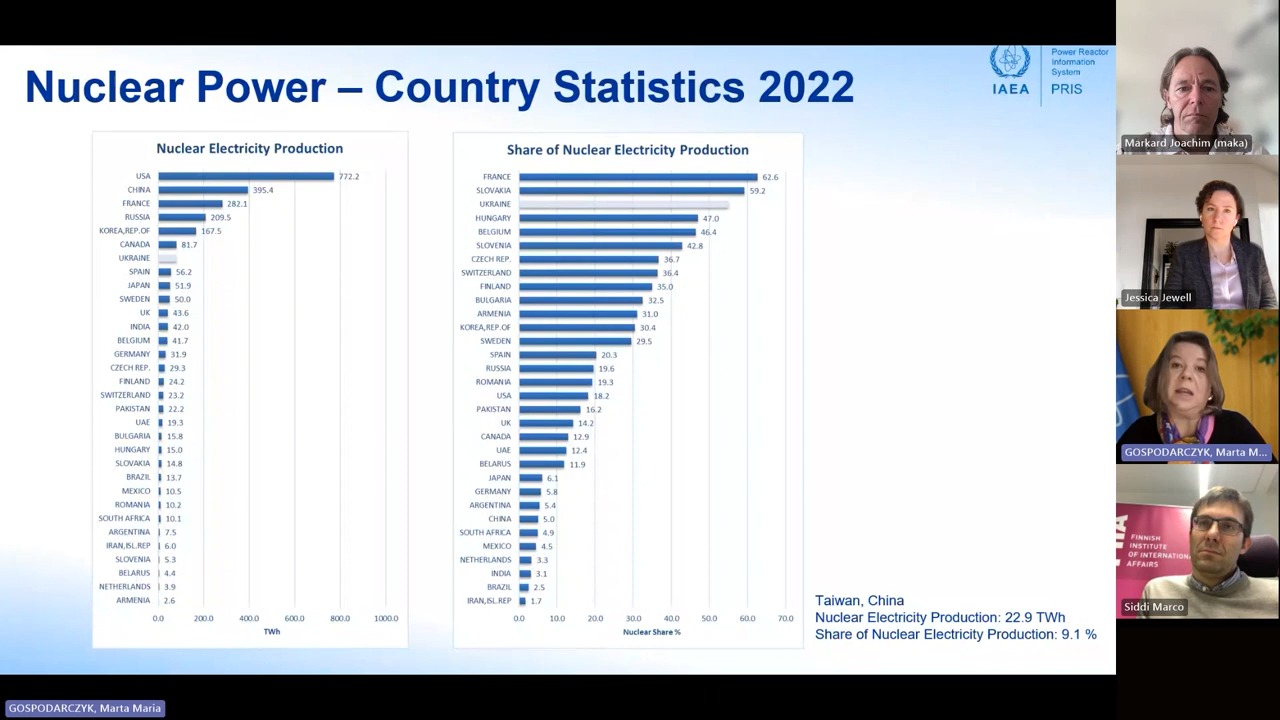 Nuclear Power – Country Statistics 2022
IAEA
Power Reactor
Information
System
PRIS
Nuclear Electricity Production
USA 772.2
CHINA 395.4
FRANCE 282.1
RUSSIA 209.5
KOREA,REP.OF 167.5
CANADA 81.7
UKRAINE
SPAIN 56.2
JAPAN 51.9
SWEDEN 50.0
UK 43.6
INDIA 42.0
BELGIUM 41.7
GERMANY 31.9
CZECH REP. 29.3
FINLAND 24.2
SWITZERLAND 23.2
PAKISTAN 22.2
UAE 19.3
BULGARIA 15.8
HUNGARY 15.0
SLOVAKIA 14.8
BRAZIL 13.7
MEXICO 10.5
ROMANIA 10.2
SOUTH AFRICA 10.1
ARGENTINA 7.5
IRAN,ISL.REP 6.0
SLOVENIA 5.3
BELARUS 4.4
NETHERLANDS 3.9
ARMENIA 2.6
0.0 200.0 400.0 600.0 800.0 1000.0
TWh
Share of Nuclear Electricity Production
FRANCE 62.6
SLOVAKIA 59.2
UKRAINE
HUNGARY 47.0
BELGIUM 46.4
SLOVENIA 42.8
CZECH REP. 36.7
SWITZERLAND 36.4
FINLAND 35.0
BULGARIA 32.5
ARMENIA 31.0
KOREA,REP.OF 30.4
SWEDEN 29.5
SPAIN 20.3
RUSSIA 19.6
ROMANIA 19.3
USA 18.2
PAKISTAN 16.2
UK 14.2
CANADA 12.9
UAE 12.4
BELARUS 11.9
JAPAN 6.1
GERMANY 5.8
ARGENTINA 5.4
CHINA 5.0
SOUTH AFRICA 4.9
MEXICO 4.5
NETHERLANDS 3.3
INDIA 3.1
BRAZIL 2.5
IRAN,ISL.REP 1.7
0.0 10.0 20.0 30.0 40.0 50.0 60.0 70.0
Nuclear Share %
Taiwan, China
Nuclear Electricity Production: 22.9 TWh
Share of Nuclear Electricity Production: 9.1 %
Markard Joachim (maka)
Jessica Jewell
GOSPODARCZYK, Marta M...
FINNISH
INSTITUTE
OF INTERNATIONAL
AFFAIRS
Siddi Marco
GOSPODARCZYK, Marta Maria